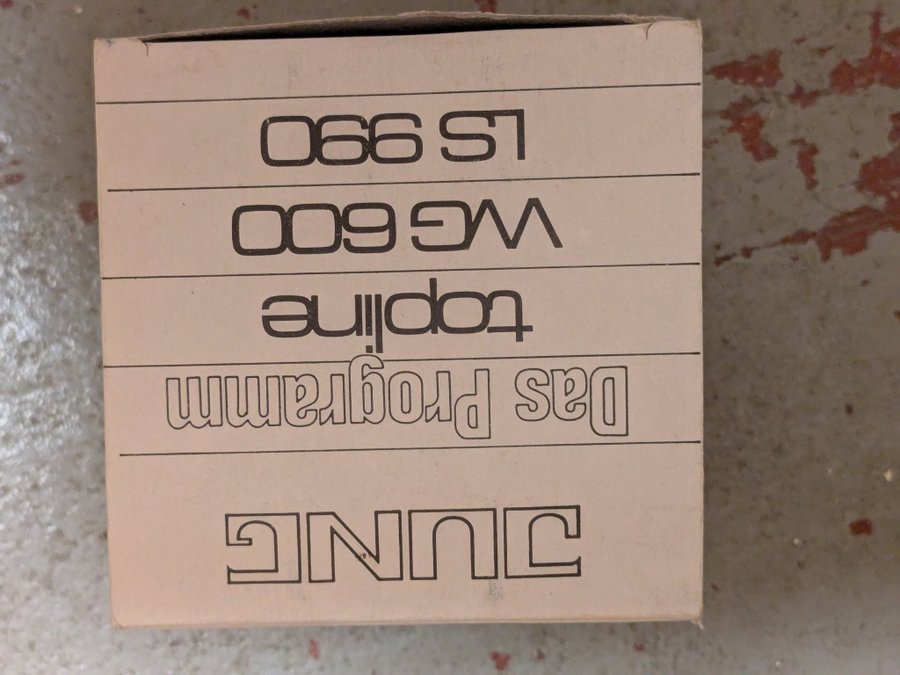 JUNG
Das Programm
topline
WG 600
LS 990